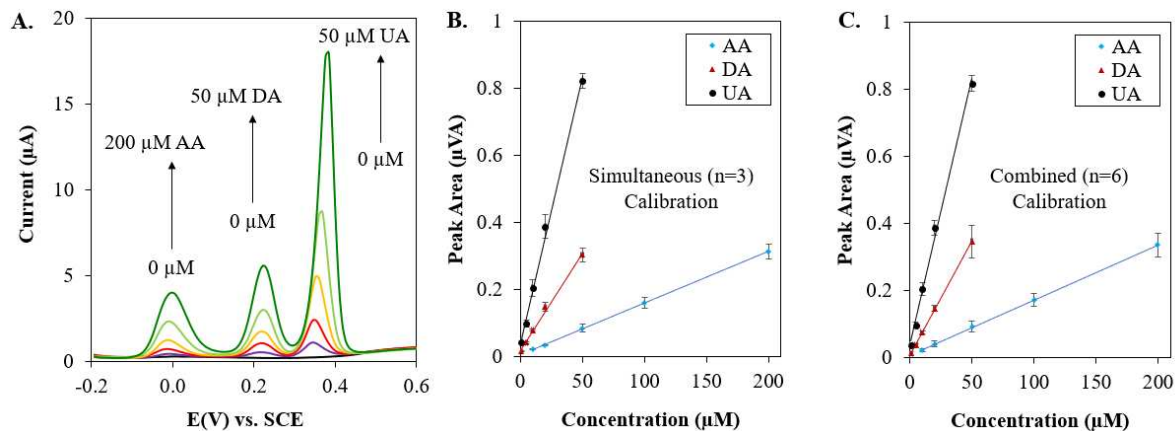 A.
20
15
10
5
0
Current (µA)
-0.2
0.0
0.2
0.4
0.6
E(V) vs. SCE
200 µM AA
0 µM
50 µM DA
0 µM
50 µM UA
0 µM
B.
1
0.8
0.6
0.4
0.2
0
Peak Area (µVA)
0
50
100
150
200
Concentration (µM)
AA
DA
UA
Simultaneous (n=3)
Calibration
C.
1
0.8
0.6
0.4
0.2
0
Peak Area (µVA)
0
50
100
150
200
Concentration (µM)
AA
DA
UA
Combined (n=6)
Calibration